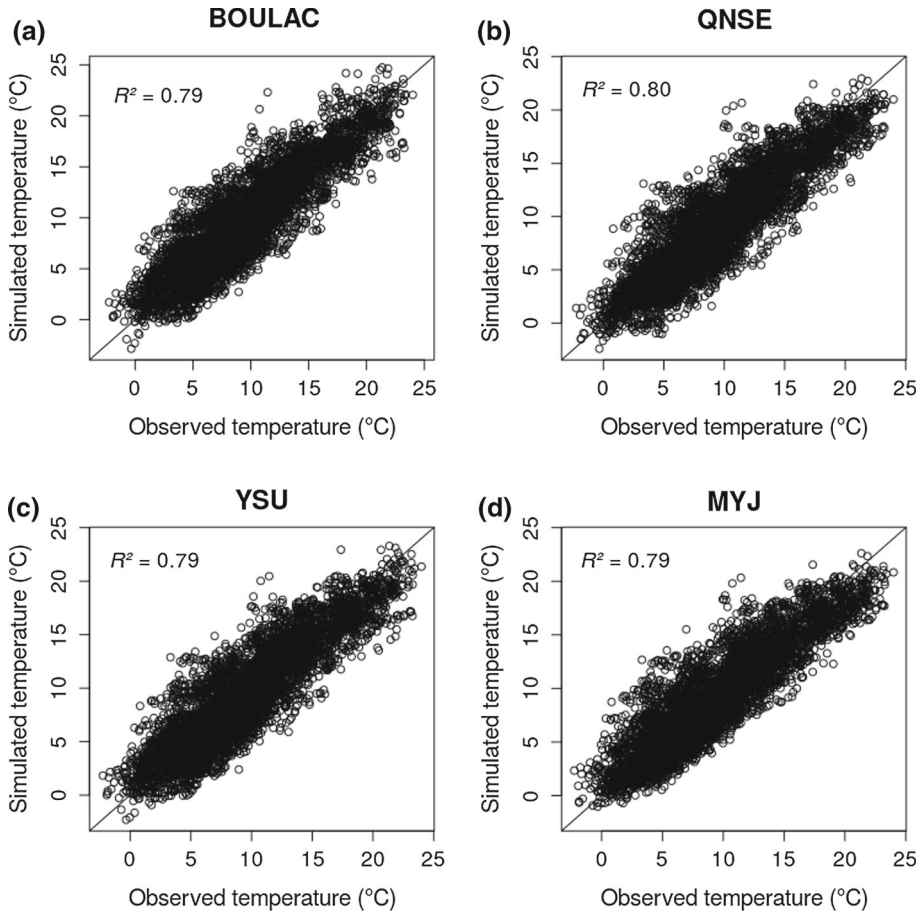 (a)
BOULAC
R² = 0.79
Simulated temperature (°C)
25
20
15
10
5
0
0 5 10 15 20 25
Observed temperature (°C)
(b)
QNSE
R² = 0.80
Simulated temperature (°C)
25
20
15
10
5
0
0 5 10 15 20 25
Observed temperature (°C)
(c)
YSU
R² = 0.79
Simulated temperature (°C)
25
20
15
10
5
0
0 5 10 15 20 25
Observed temperature (°C)
(d)
MYJ
R² = 0.79
Simulated temperature (°C)
25
20
15
10
5
0
0 5 10 15 20 25
Observed temperature (°C)